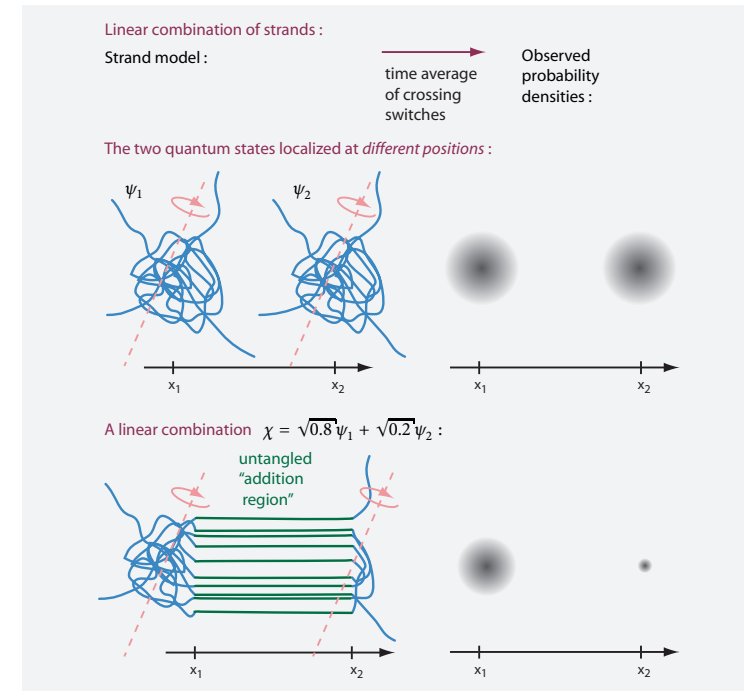 Linear combination of strands :
Strand model :
time average
of crossing
switches
Observed
probability
densities :
The two quantum states localized at different positions :
ψ1
ψ2
x1
x2
x1
x2
A linear combination χ = √0.8 ψ1 + √0.2 ψ2 :
untangled
“addition
region”
x1
x2
x1
x2